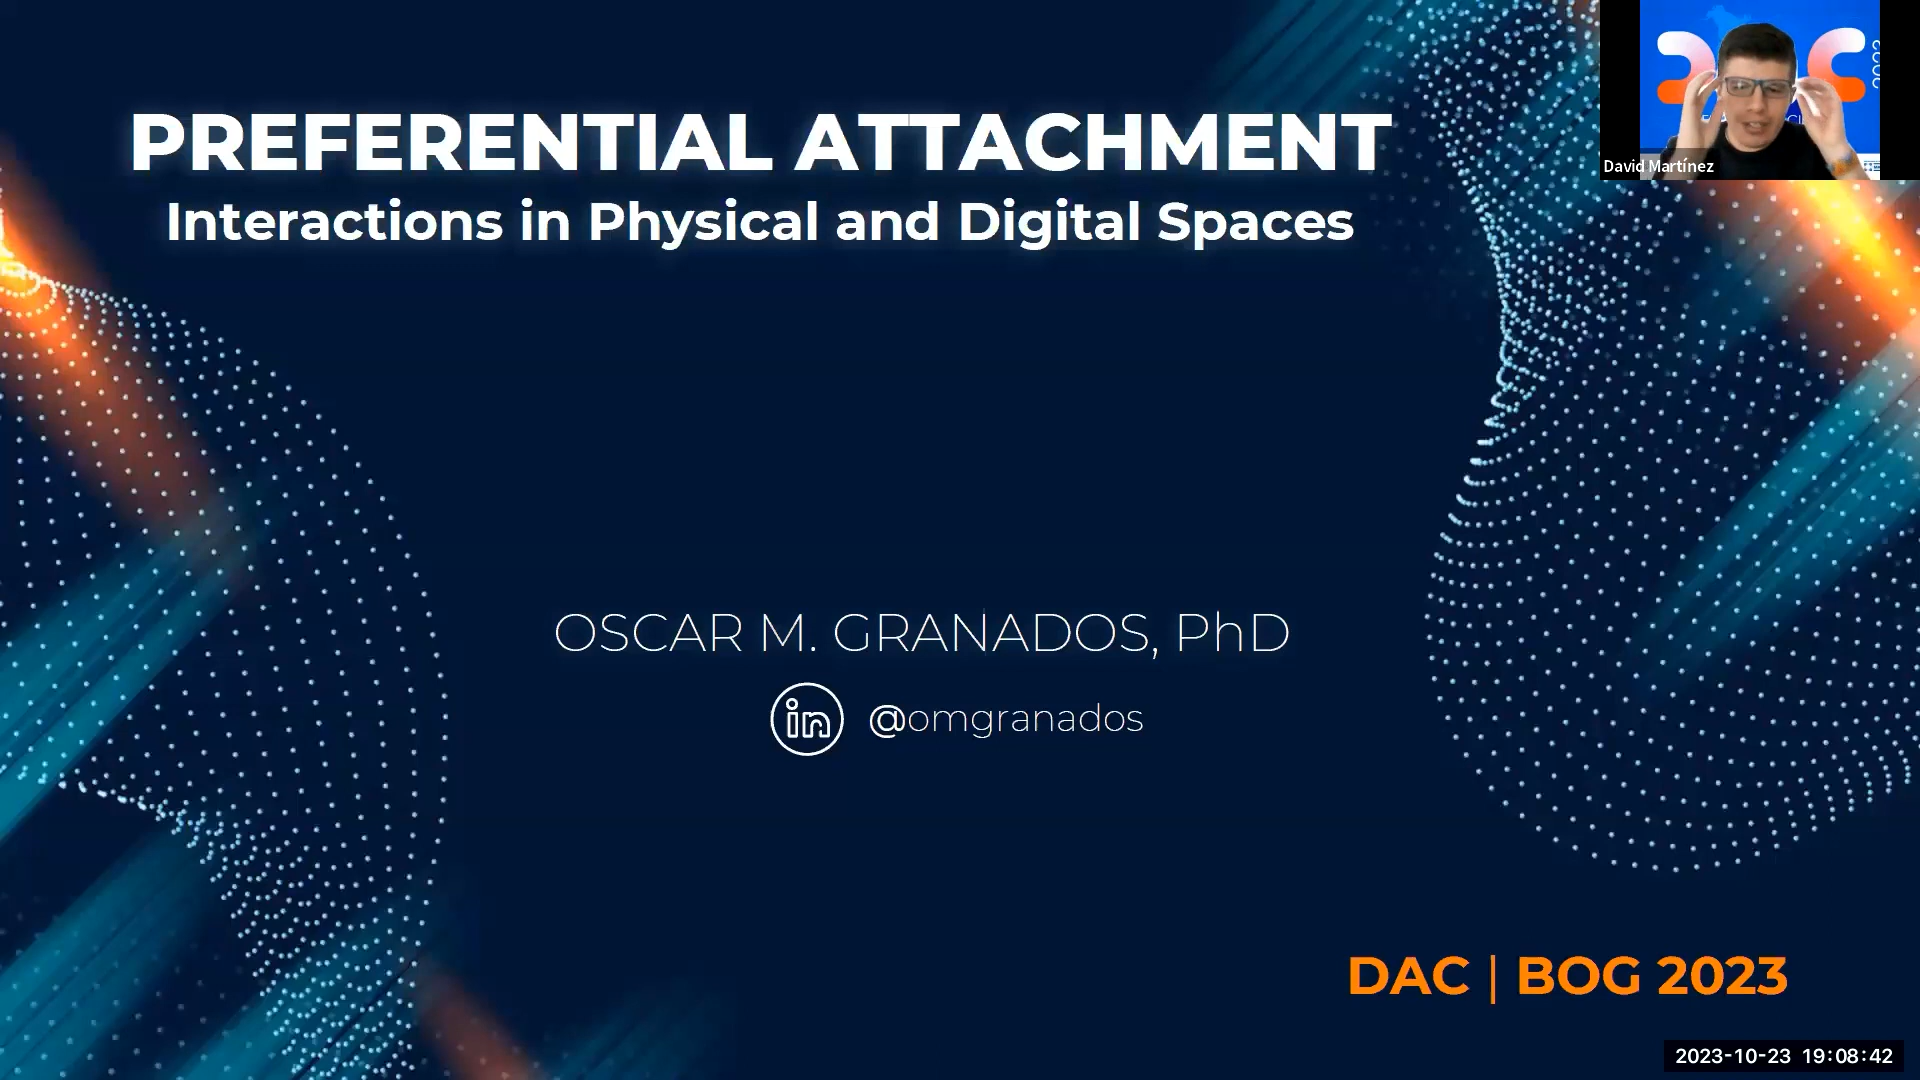 PREFERENTIAL ATTACHMENT
Interactions in Physical and Digital Spaces
David Martínez
OSCAR M. GRANADOS, PhD
in @omgranados
DAC | BOG 2023
2023-10-23 19:08:42